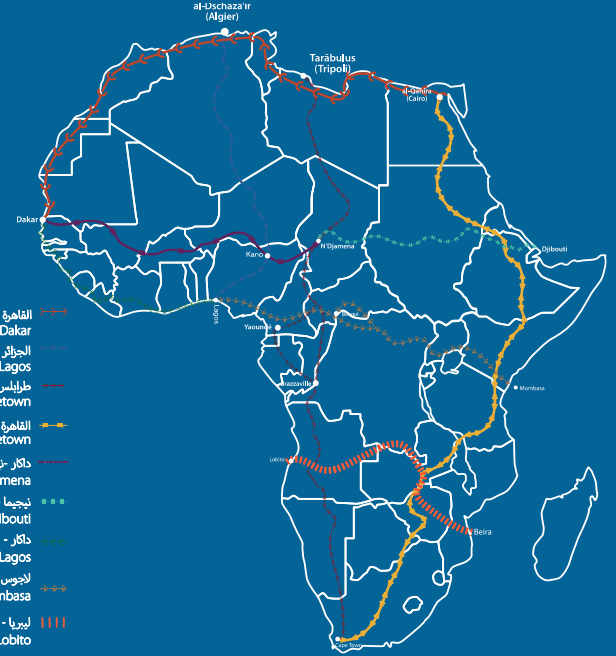 al-Dschaza'ir
(Algier)
Tarābulus
(Tripoli)
al-Qāhira
(Cairo)
Dakar
Kano
N'Djamena
Djibouti
Lagos
Yaoundé
Bangui
Mombasa
Brazzaville
Lobito
Beira
Cape Town
القاهرة
Dakar
الجزائر
Lagos
طرابلس
etown
القاهرة
etown
داكار -ن
mena
نيجيما
ibouti
داكار -
Lagos
لاجوس
mbasa
ليبريا -
Lobito